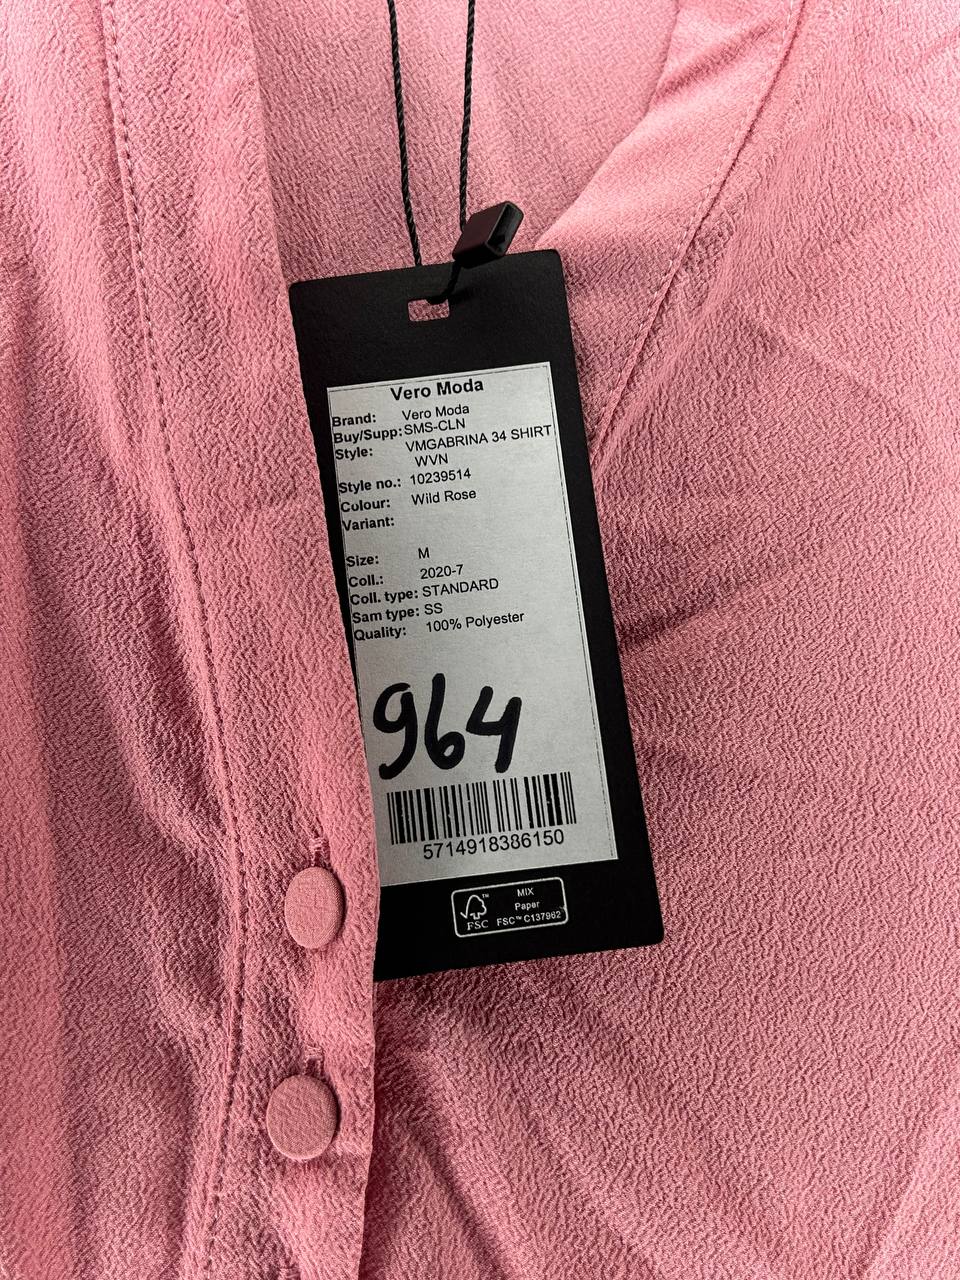 Vero Moda
Brand: Vero Moda
Buy/Supp: SMS-CLN
Style: VMGABRINA 34 SHIRT
WVN
Style no.: 10239514
Colour: Wild Rose
Variant:
Size: M
Coll.: 2020-7
Coll. type: STANDARD
Sam type: SS
Quality: 100% Polyester
964
5714918386150
FSC™
MIX
Paper
FSC™ C137962